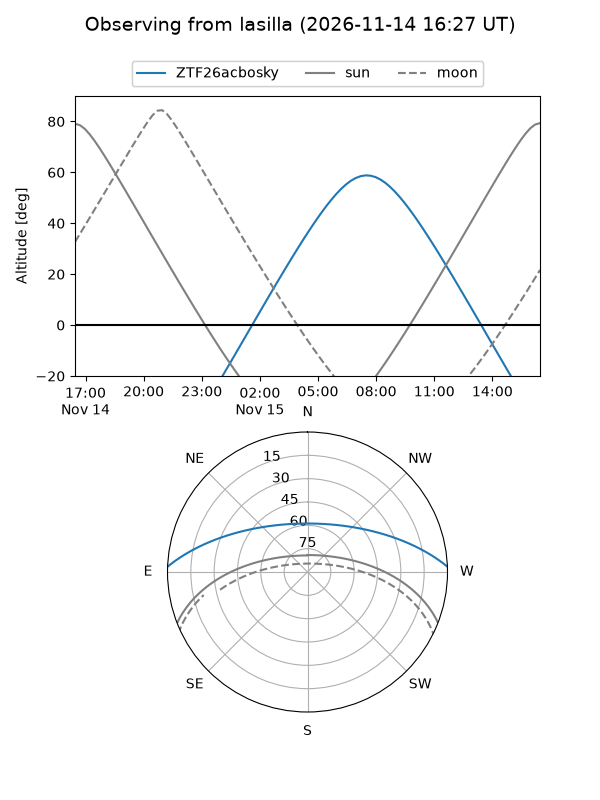 Observing from lasilla (2026-11-14 16:27 UT)
ZTF26acbosky sun moon
Altitude [deg]
80
60
40
20
0
−20
17:00 20:00 23:00 02:00 05:00 08:00 11:00 14:00
Nov 14 Nov 15
N
NE NW
15
30
45
60
75
E W
SE SW
S